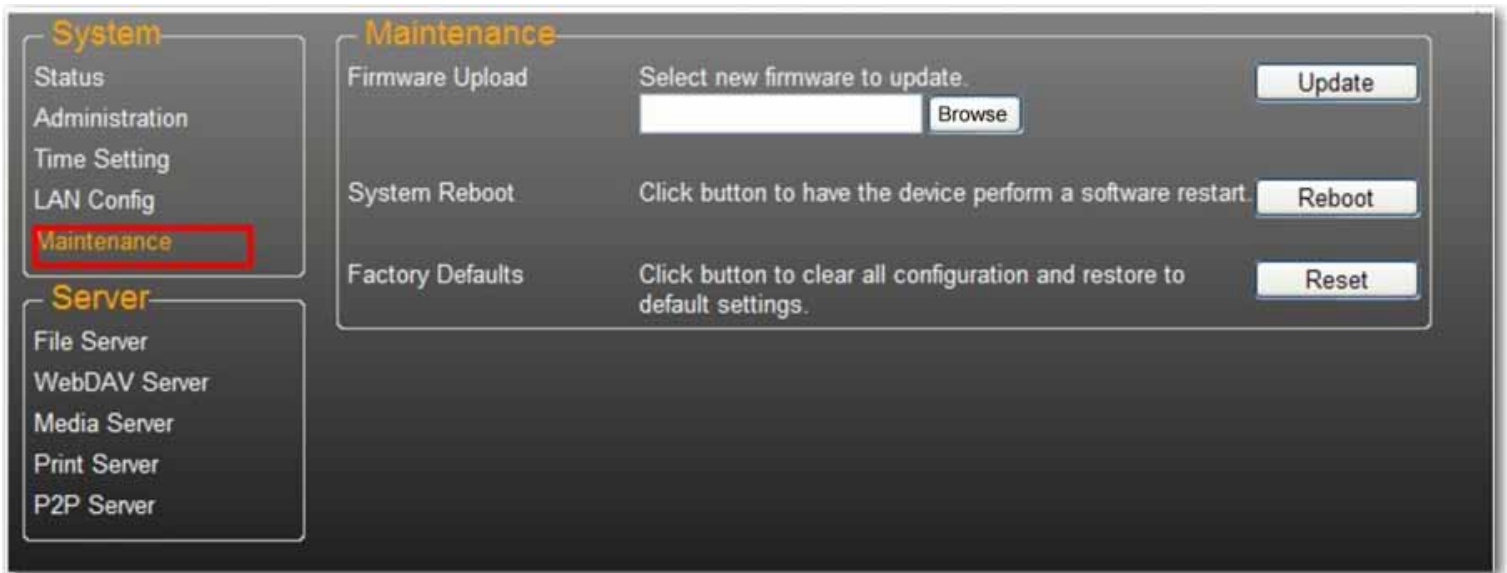 System
Status
Administration
Time Setting
LAN Config
Maintenance
Server
File Server
WebDAV Server
Media Server
Print Server
P2P Server
Maintenance
Firmware Upload
Select new firmware to update.
Browse
Update
System Reboot
Click button to have the device perform a software restart.
Reboot
Factory Defaults
Click button to clear all configuration and restore to
default settings.
Reset